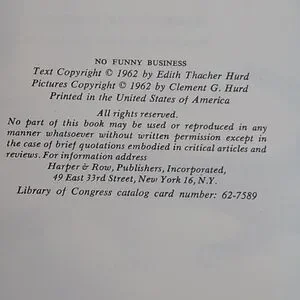 NO FUNNY BUSINESS
Text Copyright © 1962 by Edith Thacher Hurd
Pictures Copyright © 1962 by Clement G. Hurd
Printed in the United States of America
All rights reserved.
No part of this book may be used or reproduced in any
manner whatsoever without written permission except in
the case of brief quotations embodied in critical articles and
reviews. For information address
Harper & Row, Publishers, Incorporated,
49 East 33rd Street, New York 16, N.Y.
Library of Congress catalog card number: 62-7589